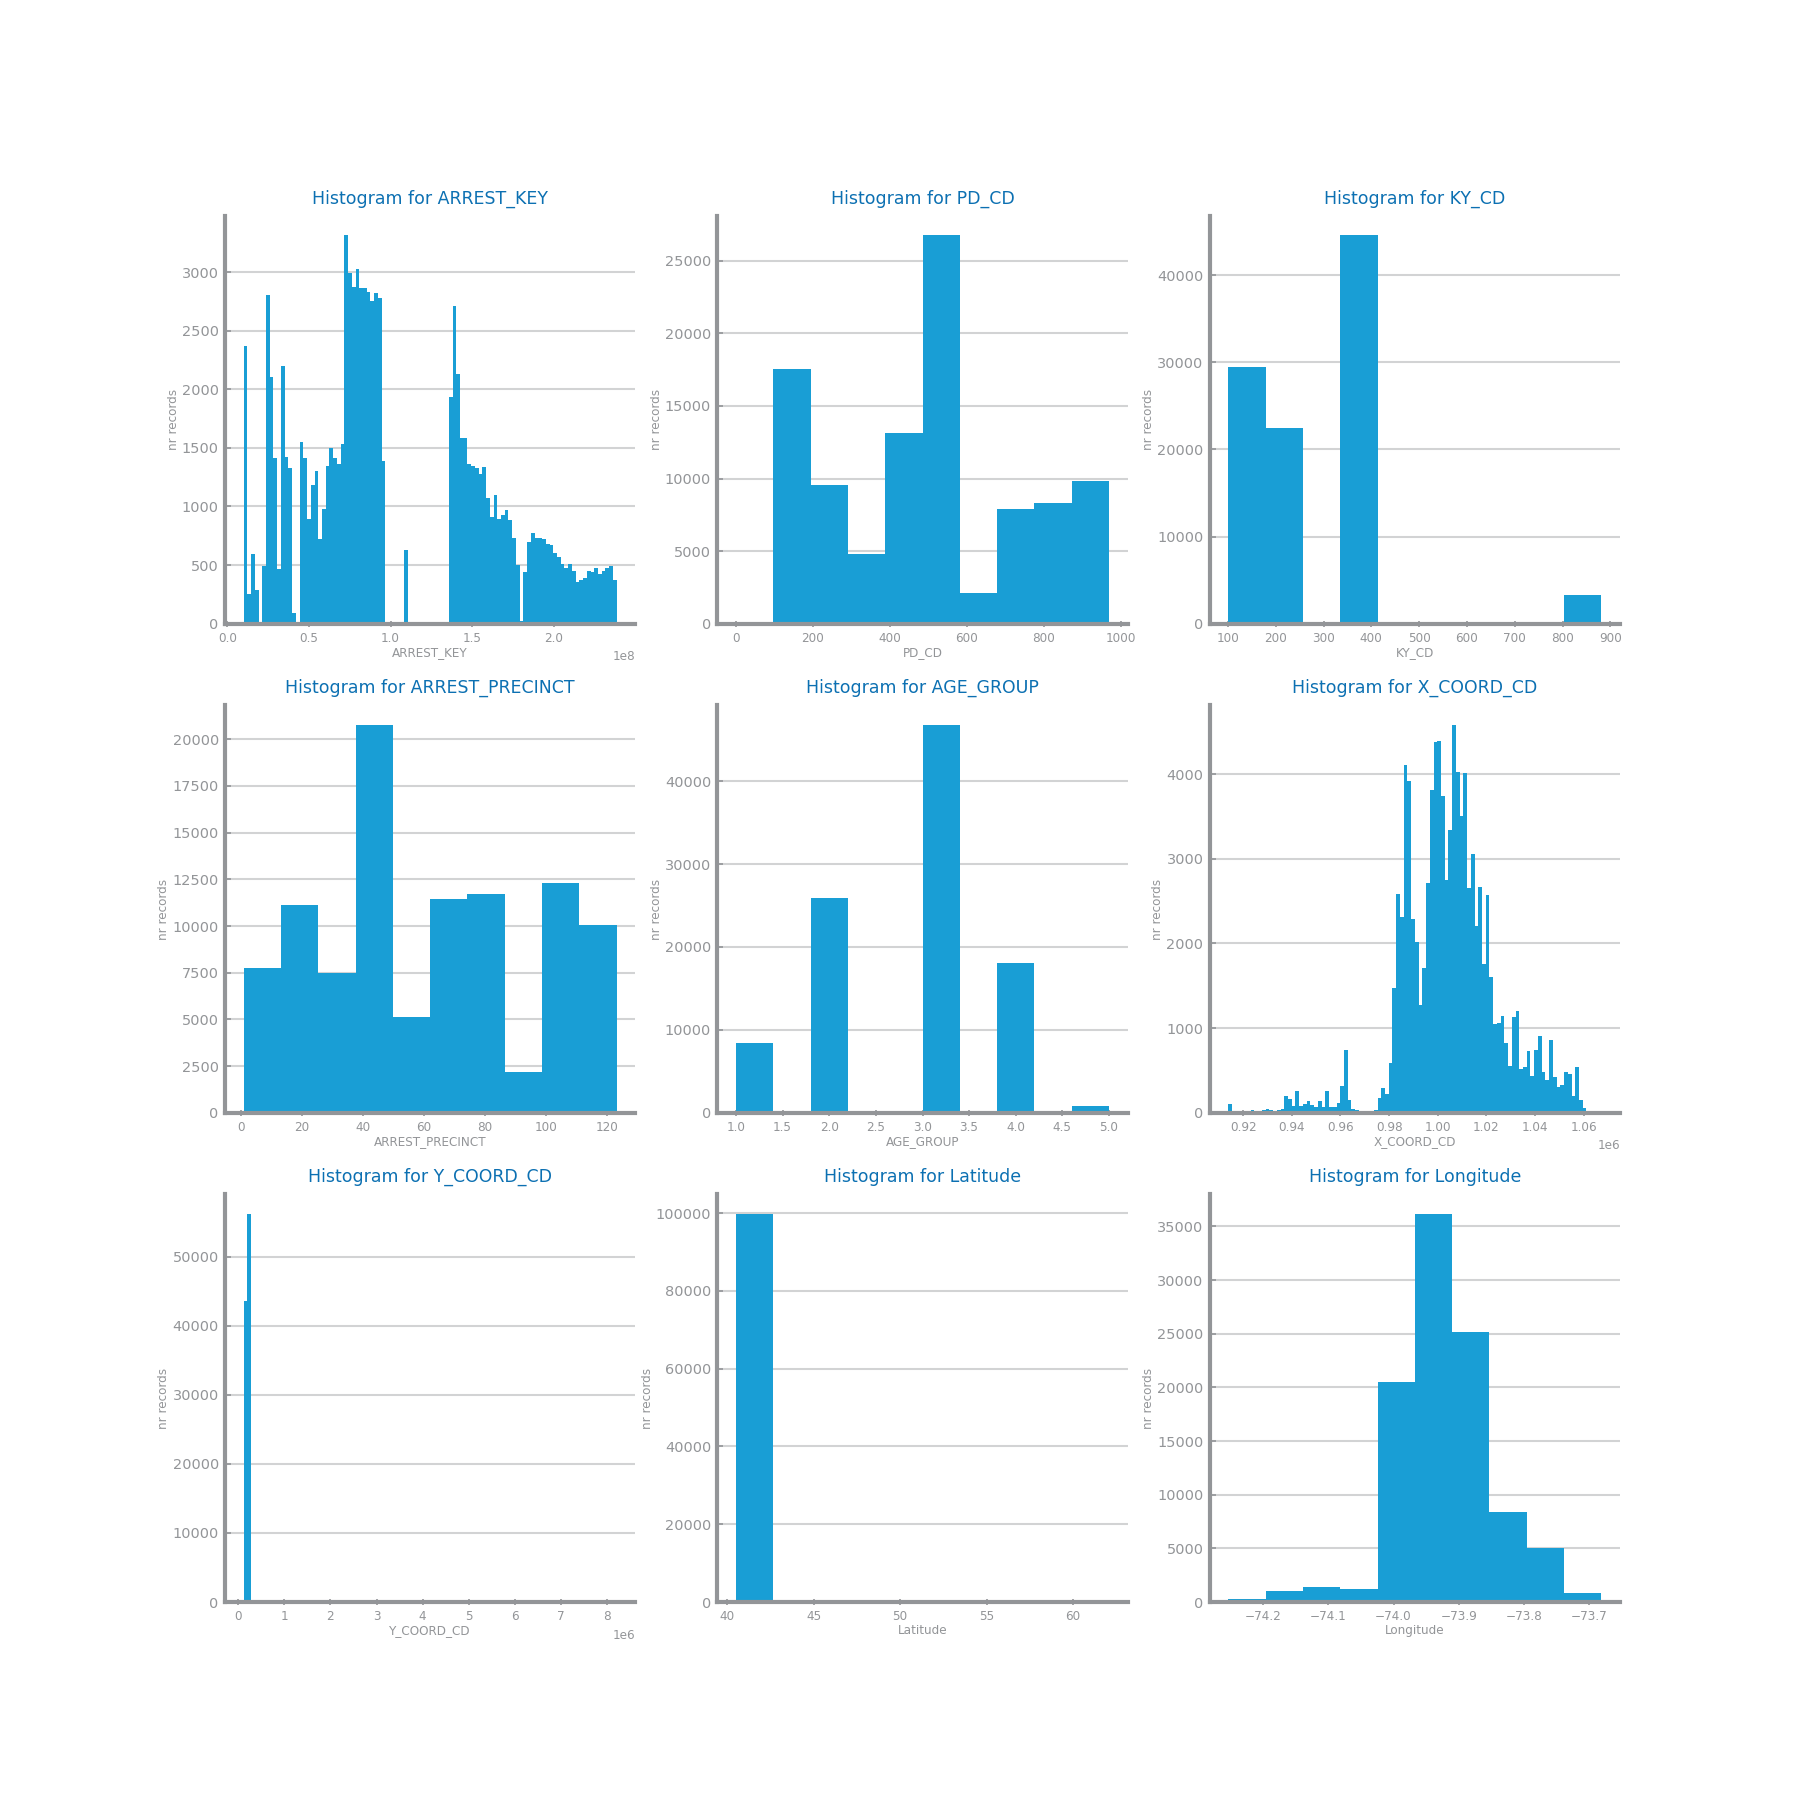 Histogram for ARREST_KEY
nr records
3000
2500
2000
1500
1000
500
0
0.0 0.5 1.0 1.5 2.0
ARREST_KEY
1e8
Histogram for PD_CD
nr records
25000
20000
15000
10000
5000
0
0 200 400 600 800 1000
PD_CD
Histogram for KY_CD
nr records
40000
30000
20000
10000
0
100 200 300 400 500 600 700 800 900
KY_CD
Histogram for ARREST_PRECINCT
nr records
20000
17500
15000
12500
10000
7500
5000
2500
0
0 20 40 60 80 100 120
ARREST_PRECINCT
Histogram for AGE_GROUP
nr records
40000
30000
20000
10000
0
1.0 1.5 2.0 2.5 3.0 3.5 4.0 4.5 5.0
AGE_GROUP
Histogram for X_COORD_CD
nr records
4000
3000
2000
1000
0
0.92 0.94 0.96 0.98 1.00 1.02 1.04 1.06
X_COORD_CD
1e6
Histogram for Y_COORD_CD
nr records
50000
40000
30000
20000
10000
0
0 1 2 3 4 5 6 7 8
Y_COORD_CD
1e6
Histogram for Latitude
nr records
100000
80000
60000
40000
20000
0
40 45 50 55 60
Latitude
Histogram for Longitude
nr records
35000
30000
25000
20000
15000
10000
5000
0
−74.2 −74.1 −74.0 −73.9 −73.8 −73.7
Longitude